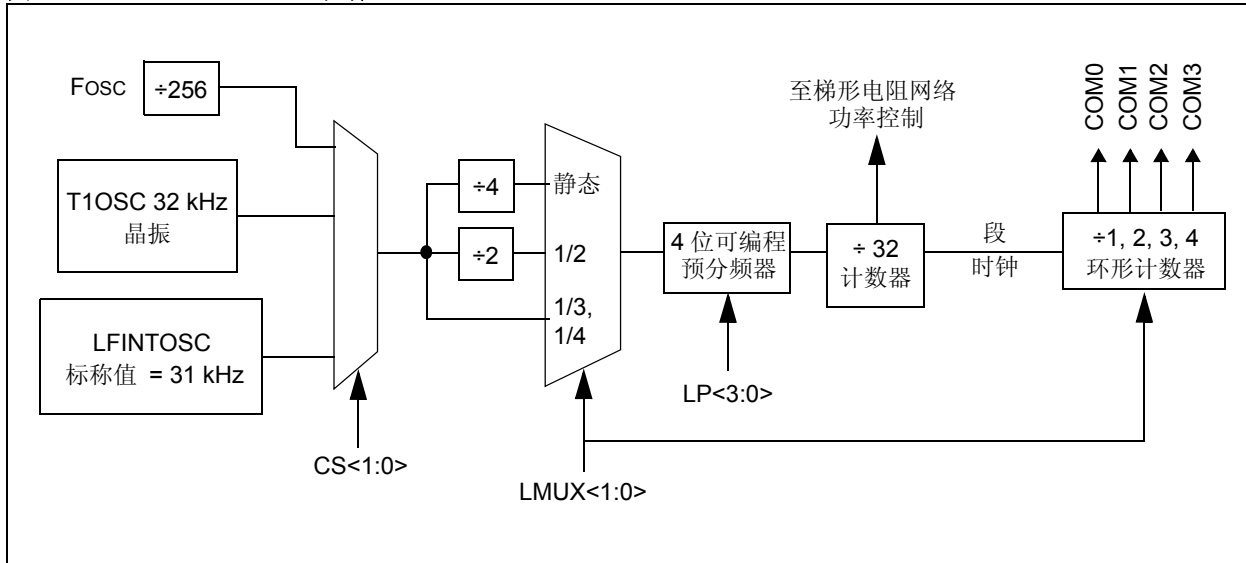 FOSC
÷256
T1OSC 32 kHz
晶振
LFINTOSC
标称值 = 31 kHz
CS<1:0>
÷4
÷2
静态
1/2
1/3,
1/4
LMUX<1:0>
4 位可编程
预分频器
LP<3:0>
至梯形电阻网络
功率控制
÷ 32
计数器
段
时钟
COM0
COM1
COM2
COM3
÷1, 2, 3, 4
环形计数器